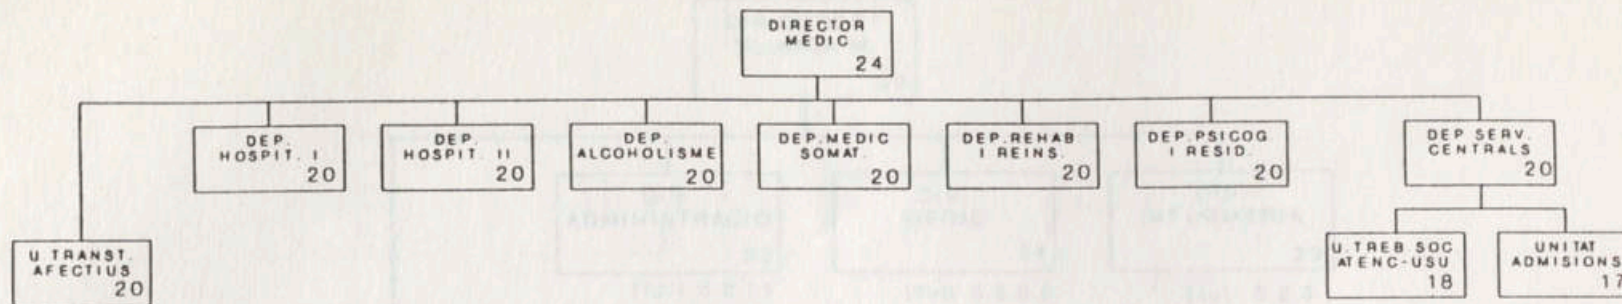 DIRECTOR
MEDIC
24
DEP.
HOSPIT. I
20
DEP.
HOSPIT. II
20
DEP.
ALCOHOLISME
20
DEP.MEDIC
SOMAT.
20
DEP.REHAB
I REINS.
20
DEP.PSICOG
I RESID.
20
DEP SERV.
CENTRALS
20
U TRANST.
AFECTIUS
20
U.TREB SOC
ATENC-USU
18
UNITAT
ADMISIONS
17